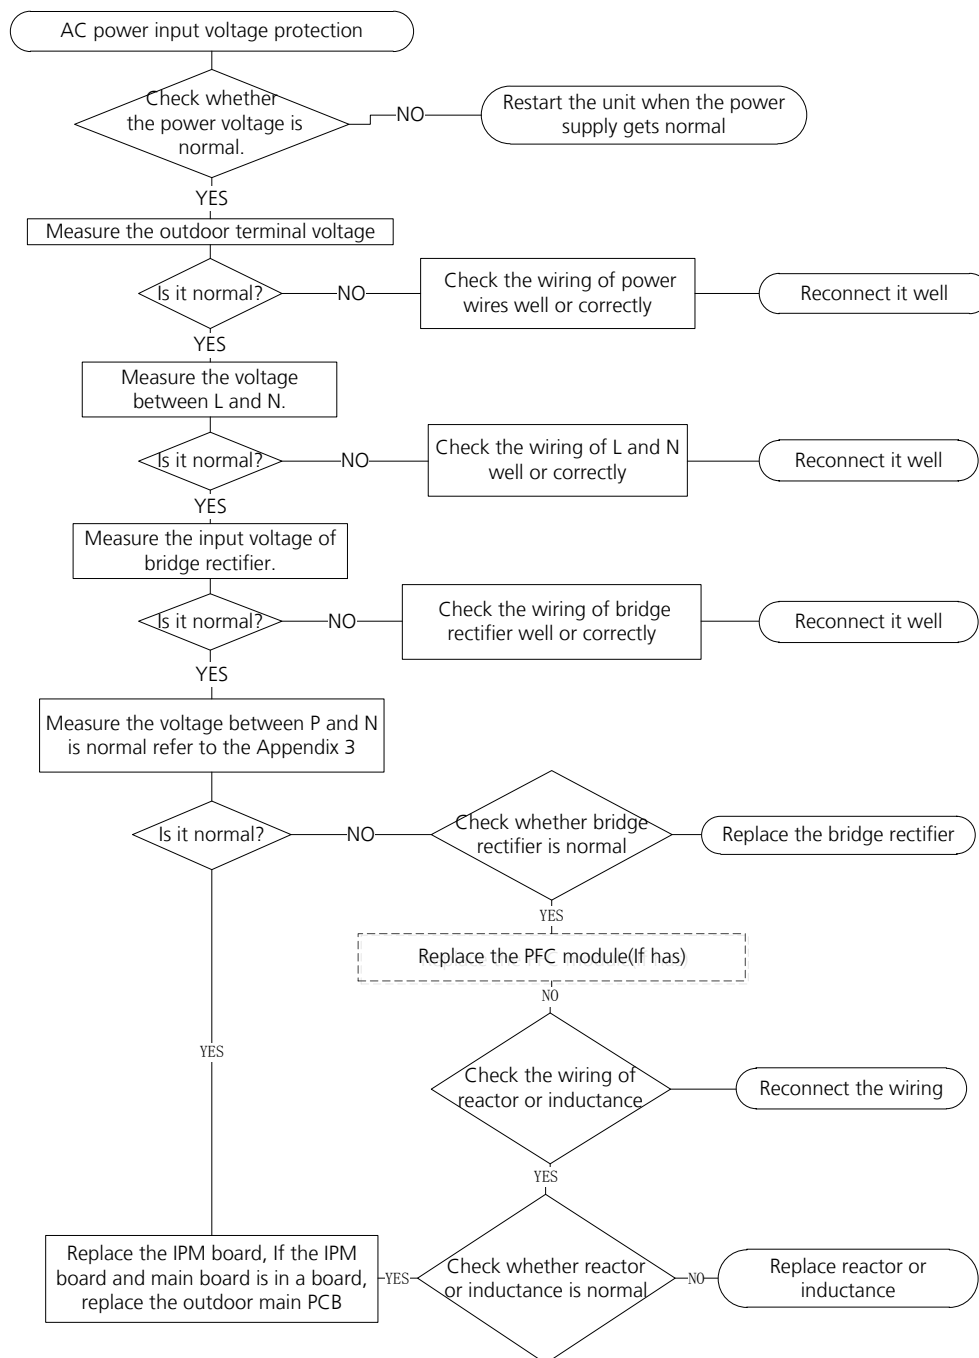 AC power input voltage protection
Check whether
the power voltage is
normal.
NO
Restart the unit when the power
supply gets normal
YES
Measure the outdoor terminal voltage
Is it normal?
NO
Check the wiring of power
wires well or correctly
Reconnect it well
YES
Measure the voltage
between L and N.
Is it normal?
NO
Check the wiring of L and N
well or correctly
Reconnect it well
YES
Measure the input voltage of
bridge rectifier.
Is it normal?
NO
Check the wiring of bridge
rectifier well or correctly
Reconnect it well
YES
Measure the voltage between P and N
is normal refer to the Appendix 3
Is it normal?
NO
Check whether bridge
rectifier is normal
Replace the bridge rectifier
YES
Replace the PFC module(If has)
NO
YES
Check the wiring of
reactor or inductance
Reconnect the wiring
YES
Replace the IPM board, If the IPM
board and main board is in a board,
replace the outdoor main PCB
YES
Check whether reactor
or inductance is normal
NO
Replace reactor or
inductance